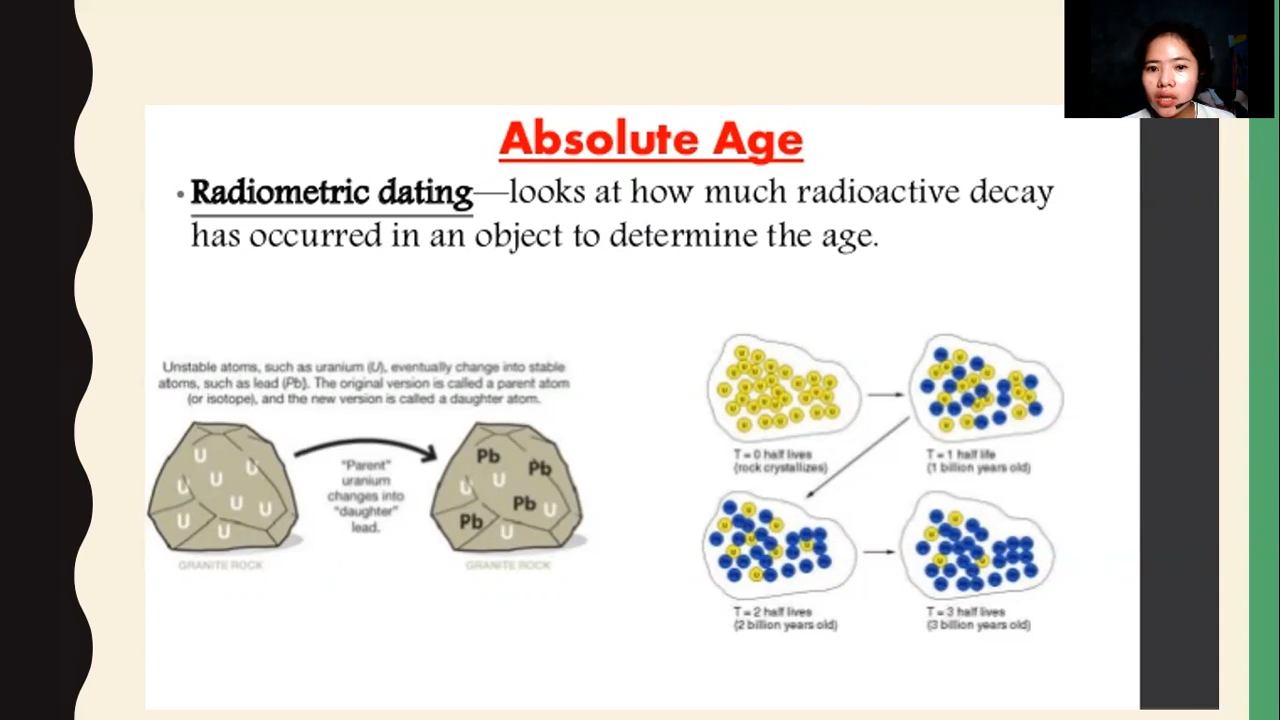 Absolute Age
• Radiometric dating—looks at how much radioactive decay
has occurred in an object to determine the age.
Unstable atoms, such as uranium (U), eventually change into stable
atoms, such as lead (Pb). The original version is called a parent atom
(or isotope), and the new version is called a daughter atom.
U
U
U
U
U
U
U
U
GRANITE ROCK
"Parent"
uranium
changes into
"daughter"
lead.
Pb
Pb
U
U
Pb
U
Pb
U
GRANITE ROCK
T = 0 half lives
(rock crystallizes)
T = 1 half life
(1 billion years old)
T = 2 half lives
(2 billion years old)
T = 3 half lives
(3 billion years old)